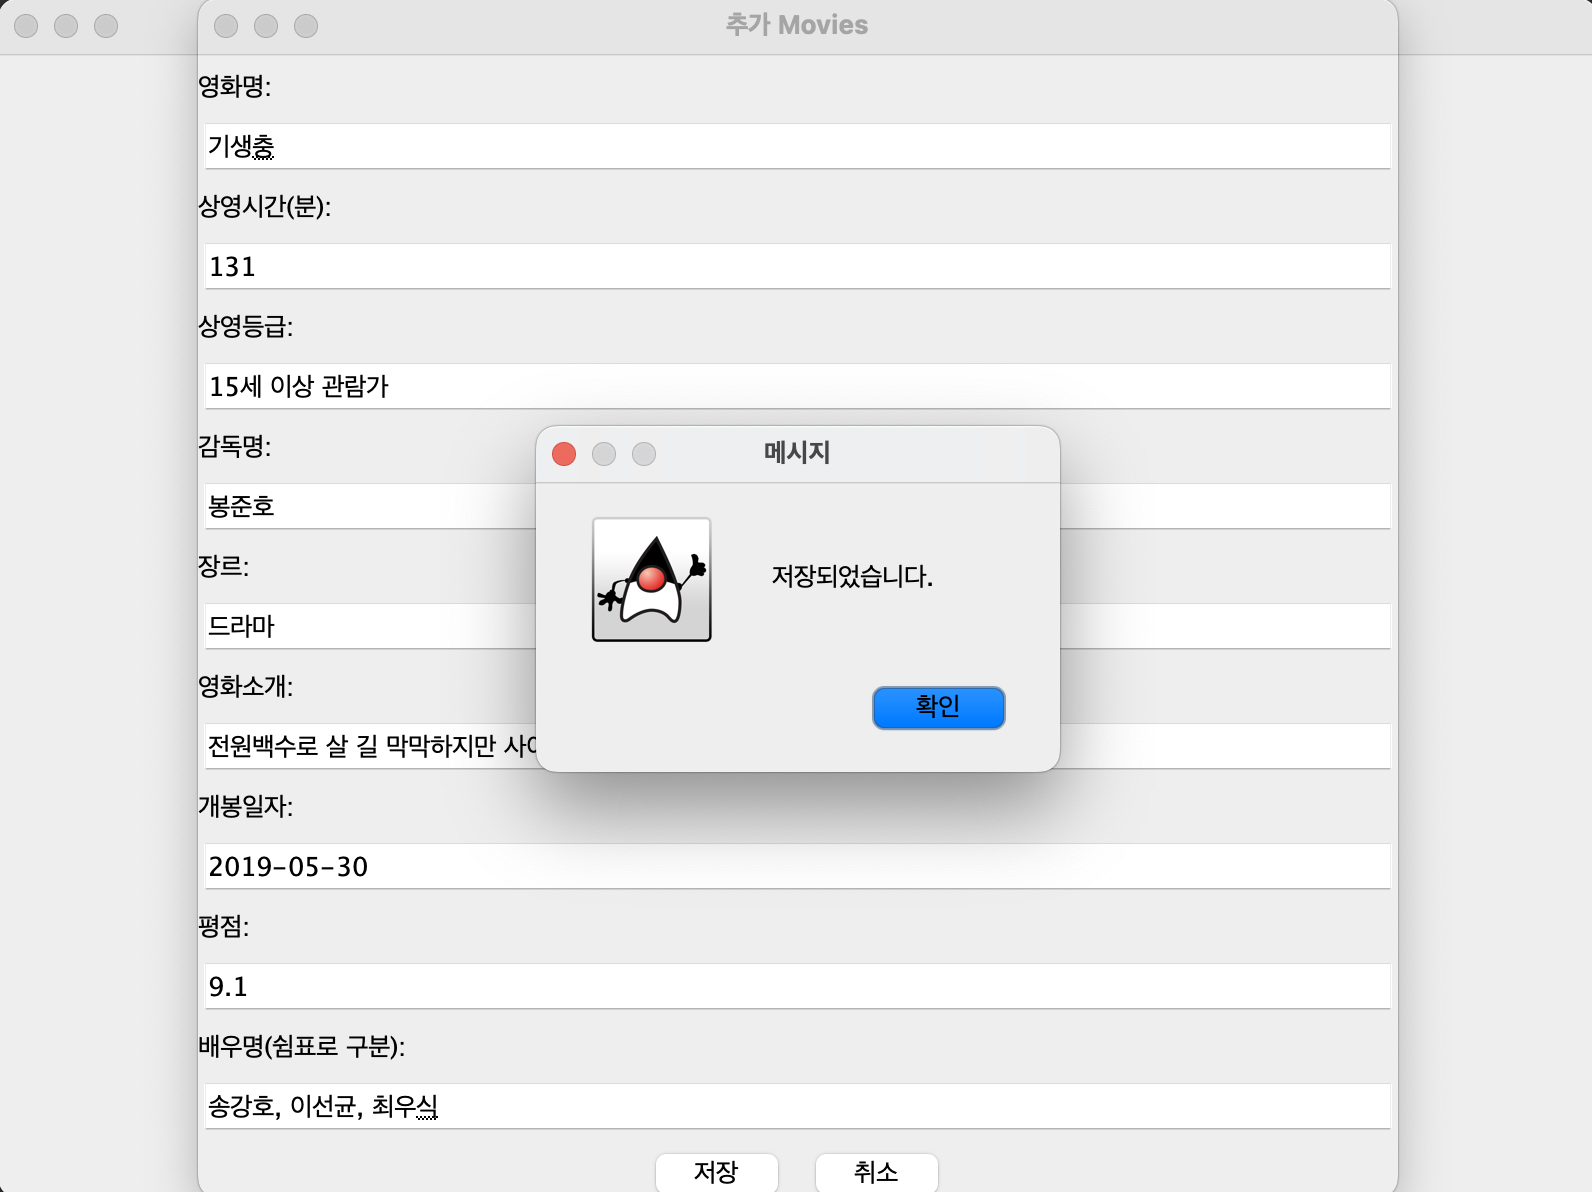 추가 Movies
영화명:
기생충
상영시간(분):
131
상영등급:
15세 이상 관람가
감독명:
봉준호
장르:
드라마
영화소개:
전원백수로 살 길 막막하지만
개봉일자:
2019-05-30
평점:
9.1
배우명(쉼표로 구분):
송강호, 이선균, 최우식
저장 취소
메시지
저장되었습니다.
확인